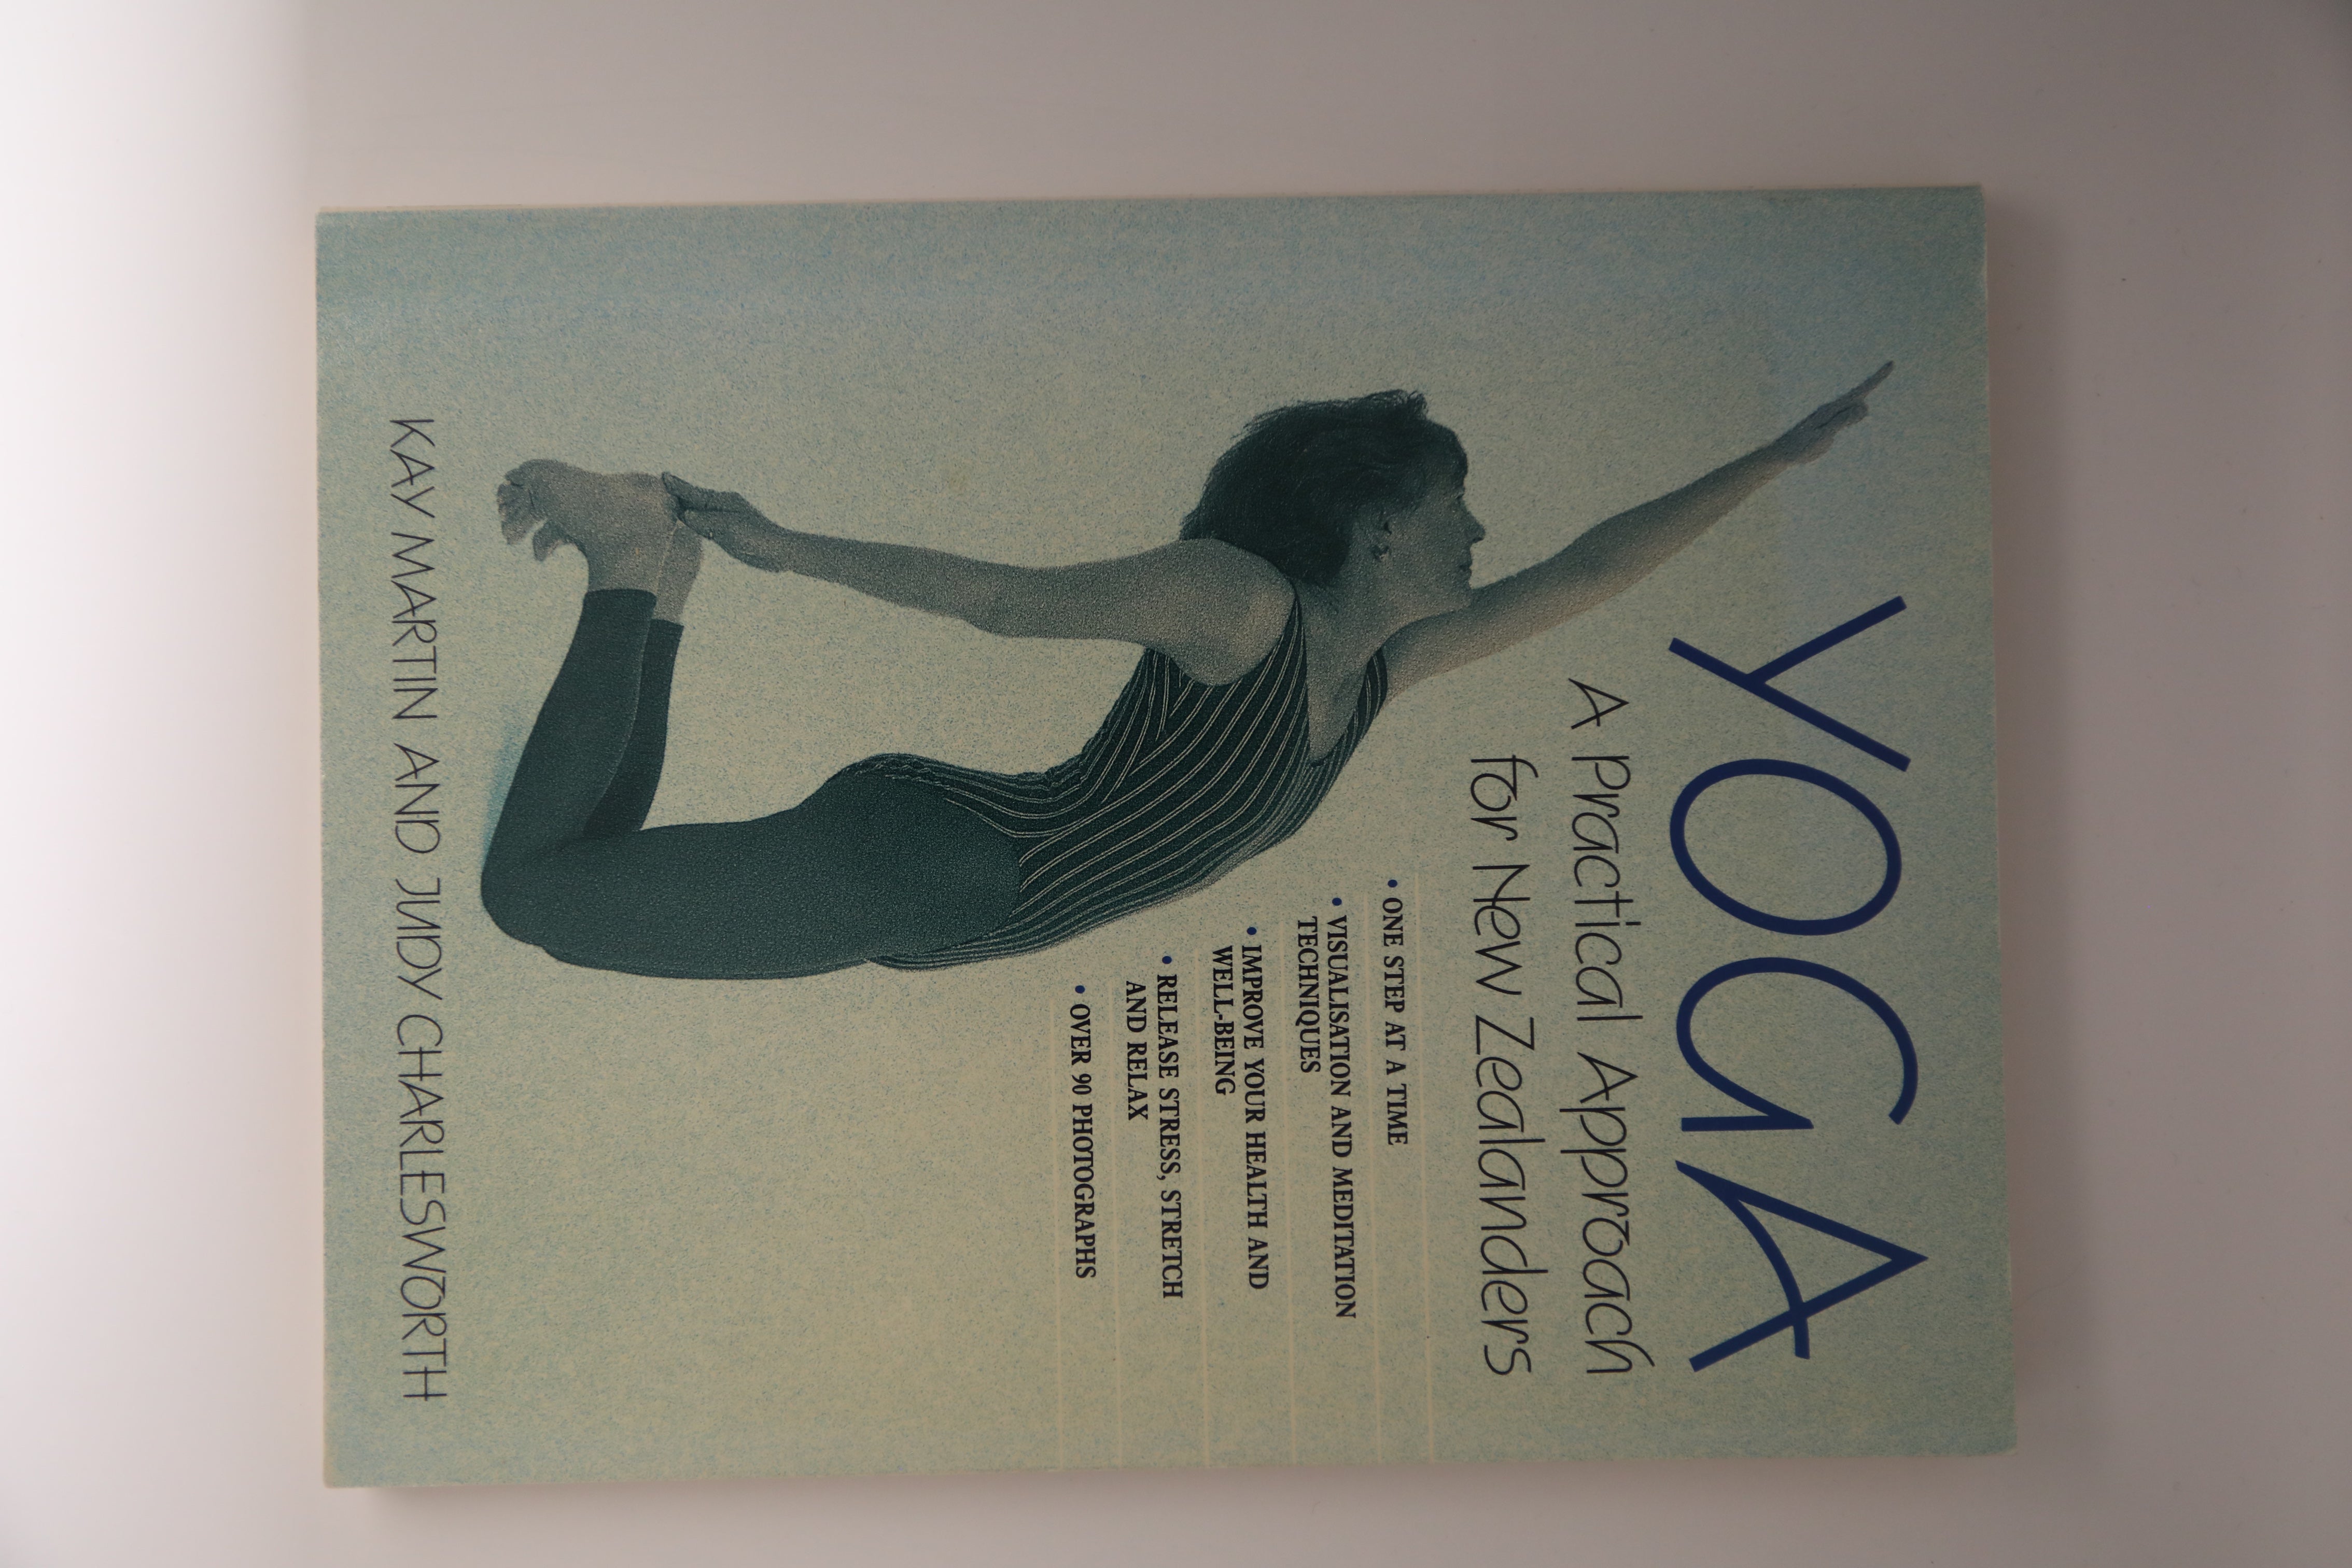 YOGA
A Practical Approach
for New Zealanders
• ONE STEP AT A TIME
• VISUALISATION AND MEDITATION
TECHNIQUES
• IMPROVE YOUR HEALTH AND
WELL-BEING
• RELEASE STRESS, STRETCH
AND RELAX
• OVER 90 PHOTOGRAPHS
KAY MARTIN AND JUDY CHARLESWORTH